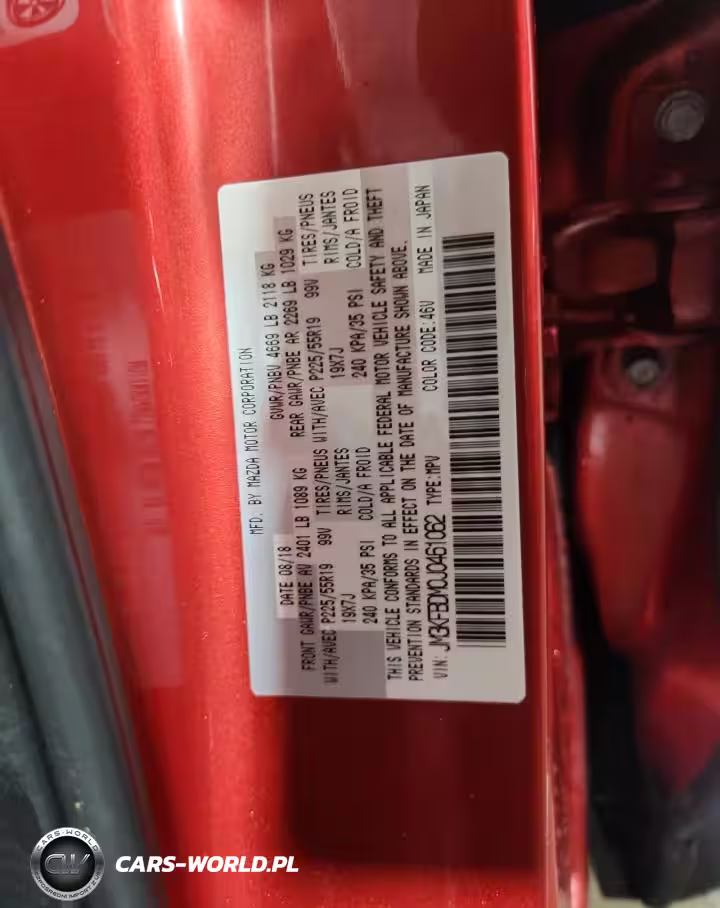 MFD. BY MAZDA MOTOR CORPORATION
DATE 08/18 GVWR/PNBV 4669 LB 2118 KG
FRONT GAWR/PNBE AV 2401 LB 1089 KG REAR GAWR/PNBE AR 2269 LB 1029 KG
WITH/AVEC P225/55R19 99V TIRES/PNEUS WITH/AVEC P225/55R19 99V TIRES/PNEUS
19X7J RIMS/JANTES 19X7J RIMS/JANTES
240 KPA/35 PSI COLD/A FROID 240 KPA/35 PSI COLD/A FROID
THIS VEHICLE CONFORMS TO ALL APPLICABLE FEDERAL MOTOR VEHICLE SAFETY AND THEFT
PREVENTION STANDARDS IN EFFECT ON THE DATE OF MANUFACTURE SHOWN ABOVE.
VIN: JM3KFBDM0J0461062 TYPE:MPV COLOR CODE:46V MADE IN JAPAN
CARS-WORLD
CW
CARS-WORLD.PL